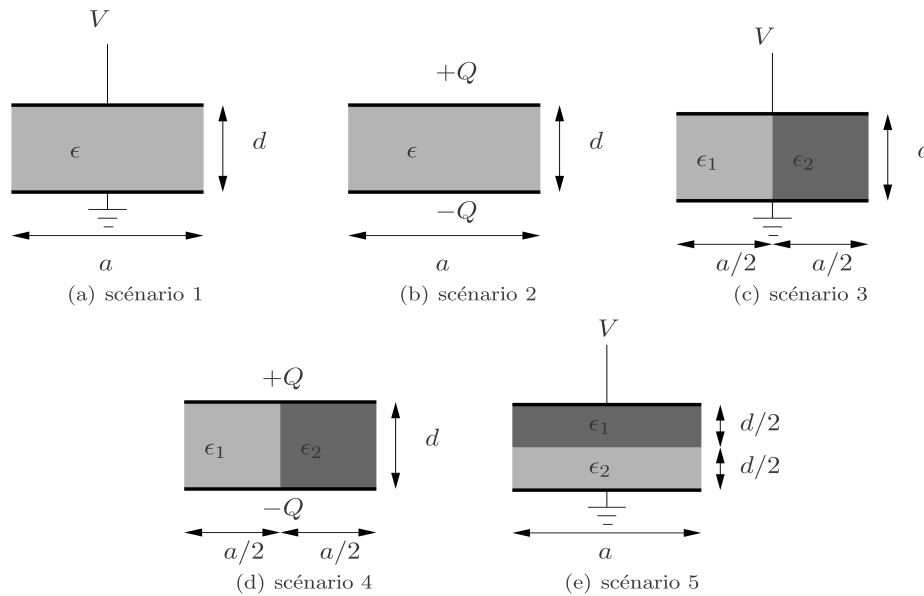 V
ϵ
d
a
(a) scénario 1
+Q
ϵ
d
−Q
a
(b) scénario 2
V
ϵ1
ϵ2
a/2
a/2
(c) scénario 3
+Q
ϵ1
ϵ2
d
−Q
a/2
a/2
(d) scénario 4
V
ϵ1
d/2
ϵ2
d/2
a
(e) scénario 5